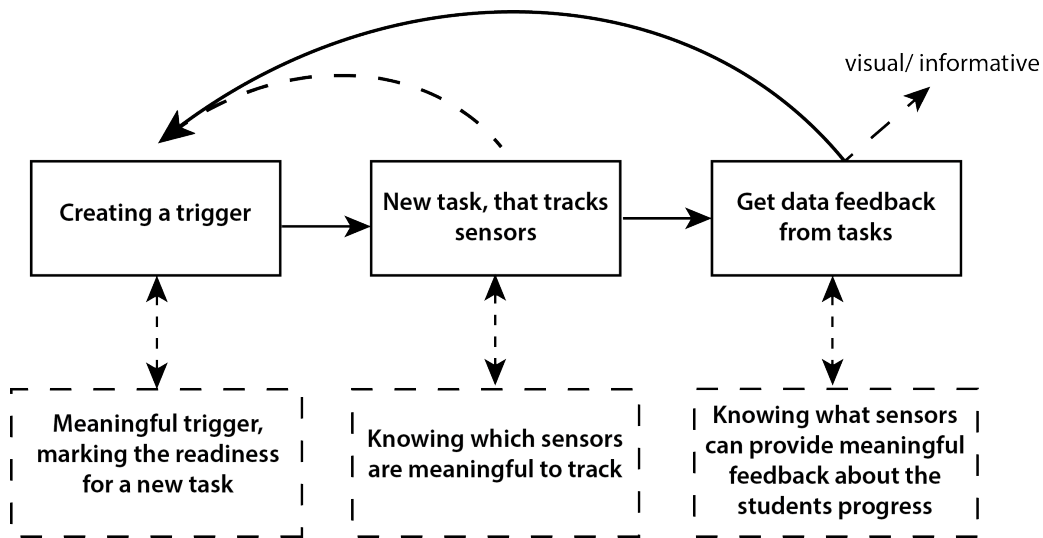 visual/ informative
Creating a trigger
New task, that tracks
sensors
Get data feedback
from tasks
Meaningful trigger,
marking the readiness
for a new task
Knowing which sensors
are meaningful to track
Knowing what sensors
can provide meaningful
feedback about the
students progress